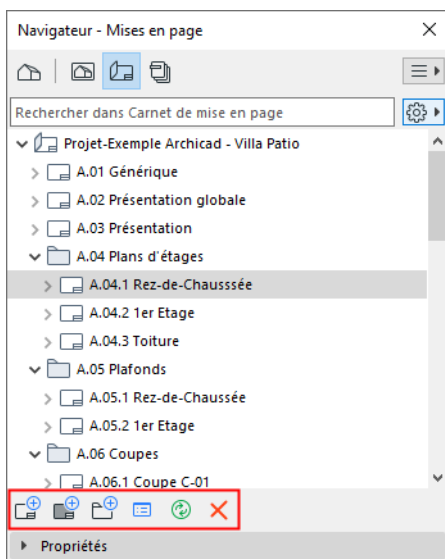 Navigateur - Mises en page
Rechercher dans Carnet de mise en page
Projet-Exemple Archicad - Villa Patio
A.01 Générique
A.02 Présentation globale
A.03 Présentation
A.04 Plans d'étages
A.04.1 Rez-de-Chausssée
A.04.2 1er Etage
A.04.3 Toiture
A.05 Plafonds
A.05.1 Rez-de-Chaussée
A.05.2 1er Etage
A.06 Coupes
A.06.1 Coupe C-01
Propriétés